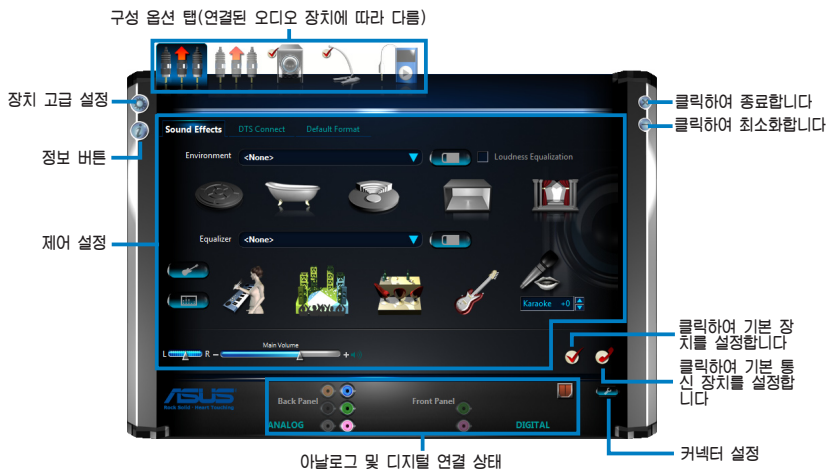 구성 옵션 탭(연결된 오디오 장치에 따라 다름)
장치 고급 설정
정보 버튼
제어 설정
클릭하여 종료합니다
클릭하여 최소화합니다
Sound Effects DTS Connect Default Format
Environment <None> Loudness Equalization
Equalizer <None>
Karaoke +0
Main Volume
L R - +
클릭하여 기본 장
치를 설정합니다
클릭하여 기본 통
신 장치를 설정합
니다
ASUS
Rock Solid · Heart Touching
Back Panel Front Panel
ANALOG DIGITAL
커넥터 설정
아날로그 및 디지털 연결 상태